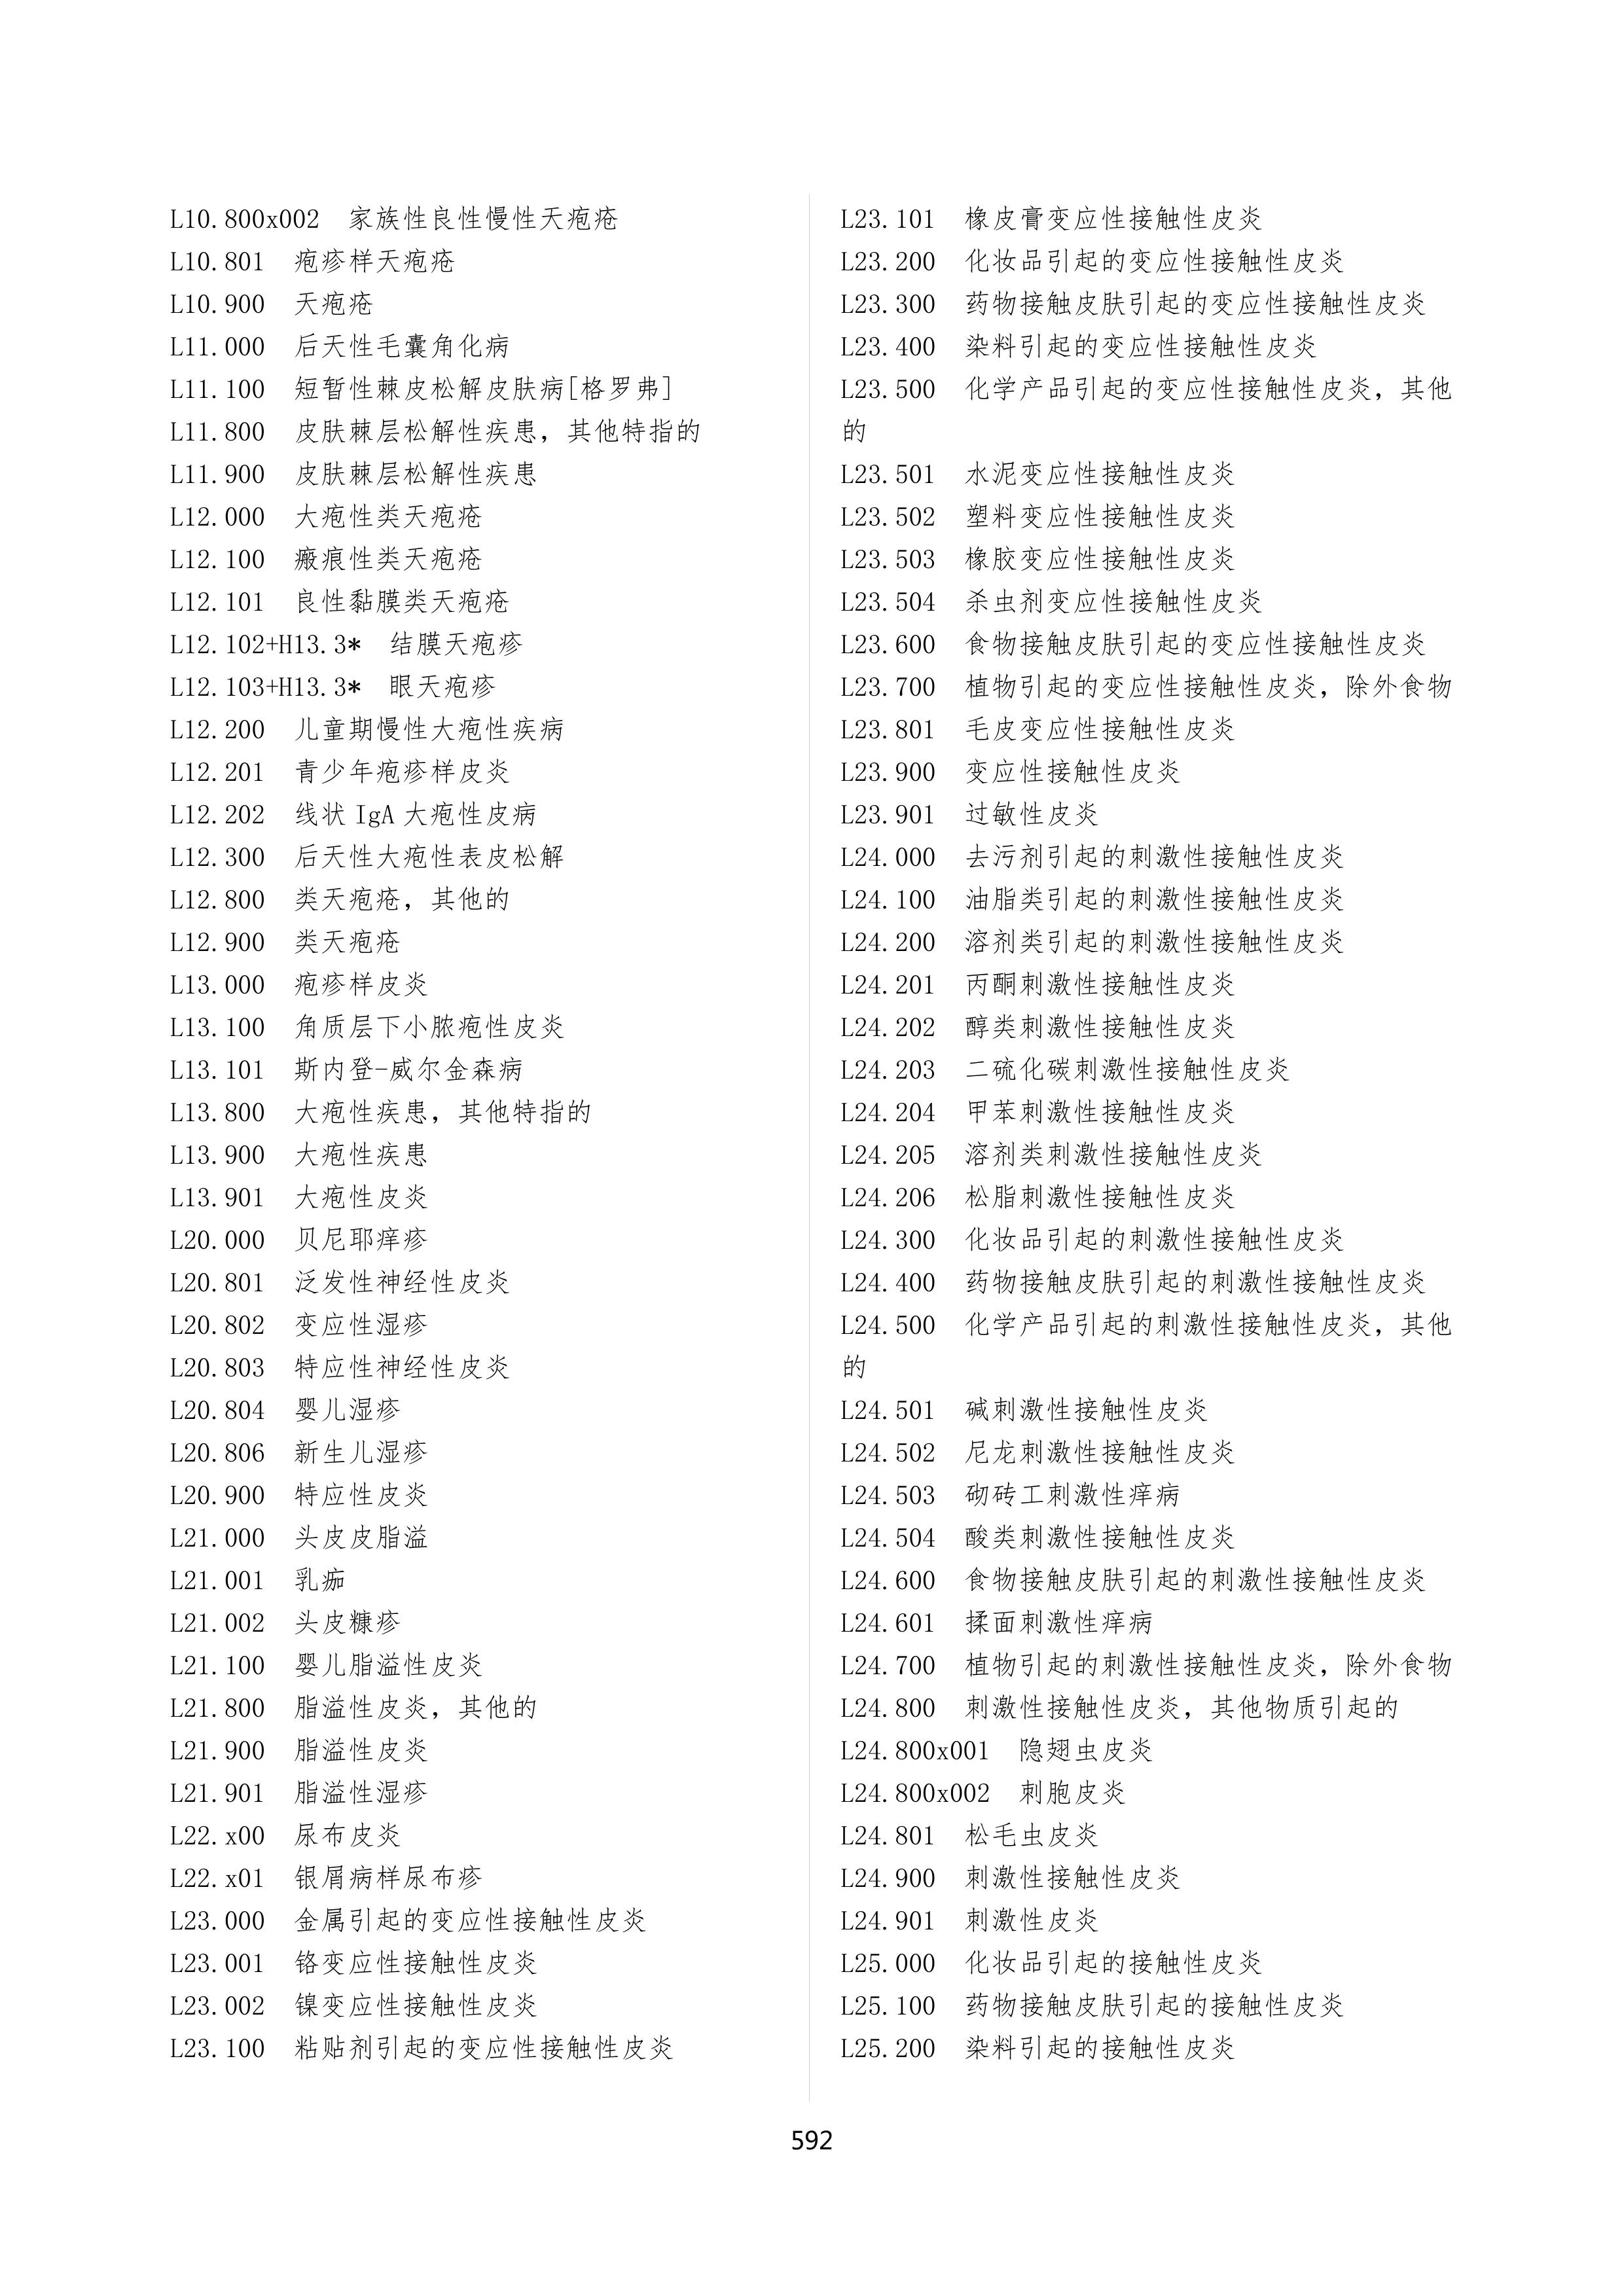 L10.800x002 家族性良性慢性天疱疮
L10.801 疱疹样天疱疮
L10.900 天疱疮
L11.000 后天性毛囊角化病
L11.100 短暂性棘皮松解皮肤病[格罗弗]
L11.800 皮肤棘层松解性疾患，其他特指的
L11.900 皮肤棘层松解性疾患
L12.000 大疱性类天疱疮
L12.100 瘢痕性类天疱疮
L12.101 良性黏膜类天疱疮
L12.102+H13.3* 结膜天疱疹
L12.103+H13.3* 眼天疱疹
L12.200 儿童期慢性大疱性疾病
L12.201 青少年疱疹样皮炎
L12.202 线状 IgA 大疱性皮病
L12.300 后天性大疱性表皮松解
L12.800 类天疱疮，其他的
L12.900 类天疱疮
L13.000 疱疹样皮炎
L13.100 角质层下小脓疱性皮炎
L13.101 斯内登-威尔金森病
L13.800 大疱性疾患，其他特指的
L13.900 大疱性疾患
L13.901 大疱性皮炎
L20.000 贝尼耶痒疹
L20.801 泛发性神经性皮炎
L20.802 变应性湿疹
L20.803 特应性神经性皮炎
L20.804 婴儿湿疹
L20.806 新生儿湿疹
L20.900 特应性皮炎
L21.000 头皮皮脂溢
L21.001 乳痂
L21.002 头皮糠疹
L21.100 婴儿脂溢性皮炎
L21.800 脂溢性皮炎，其他的
L21.900 脂溢性皮炎
L21.901 脂溢性湿疹
L22.x00 尿布皮炎
L22.x01 银屑病样尿布疹
L23.000 金属引起的变应性接触性皮炎
L23.001 铬变应性接触性皮炎
L23.002 镍变应性接触性皮炎
L23.100 粘贴剂引起的变应性接触性皮炎
L23.101 橡皮膏变应性接触性皮炎
L23.200 化妆品引起的变应性接触性皮炎
L23.300 药物接触皮肤引起的变应性接触性皮炎
L23.400 染料引起的变应性接触性皮炎
L23.500 化学产品引起的变应性接触性皮炎，其他
的
L23.501 水泥变应性接触性皮炎
L23.502 塑料变应性接触性皮炎
L23.503 橡胶变应性接触性皮炎
L23.504 杀虫剂变应性接触性皮炎
L23.600 食物接触皮肤引起的变应性接触性皮炎
L23.700 植物引起的变应性接触性皮炎，除外食物
L23.801 毛皮变应性接触性皮炎
L23.900 变应性接触性皮炎
L23.901 过敏性皮炎
L24.000 去污剂引起的刺激性接触性皮炎
L24.100 油脂类引起的刺激性接触性皮炎
L24.200 溶剂类引起的刺激性接触性皮炎
L24.201 丙酮刺激性接触性皮炎
L24.202 醇类刺激性接触性皮炎
L24.203 二硫化碳刺激性接触性皮炎
L24.204 甲苯刺激性接触性皮炎
L24.205 溶剂类刺激性接触性皮炎
L24.206 松脂刺激性接触性皮炎
L24.300 化妆品引起的刺激性接触性皮炎
L24.400 药物接触皮肤引起的刺激性接触性皮炎
L24.500 化学产品引起的刺激性接触性皮炎，其他
的
L24.501 碱刺激性接触性皮炎
L24.502 尼龙刺激性接触性皮炎
L24.503 砌砖工刺激性痒病
L24.504 酸类刺激性接触性皮炎
L24.600 食物接触皮肤引起的刺激性接触性皮炎
L24.601 揉面刺激性痒病
L24.700 植物引起的刺激性接触性皮炎，除外食物
L24.800 刺激性接触性皮炎，其他物质引起的
L24.800x001 隐翅虫皮炎
L24.800x002 刺胞皮炎
L24.801 松毛虫皮炎
L24.900 刺激性接触性皮炎
L24.901 刺激性皮炎
L25.000 化妆品引起的接触性皮炎
L25.100 药物接触皮肤引起的接触性皮炎
L25.200 染料引起的接触性皮炎
592